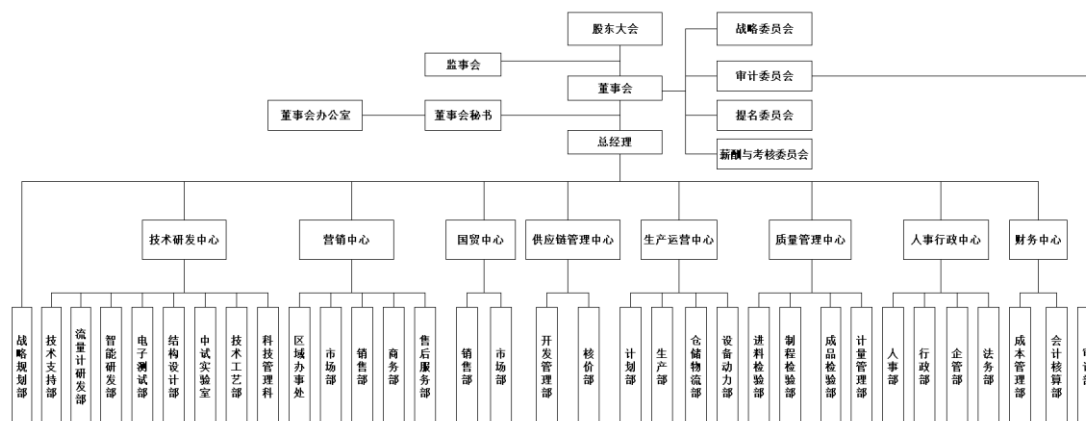 股东大会
战略委员会
监事会
审计委员会
董事会
董事会办公室
董事会秘书
提名委员会
总经理
薪酬与考核委员会
技术研发中心
营销中心
国贸中心
供应链管理中心
生产运营中心
质量管理中心
人事行政中心
财务中心
战略规划部
技术支持部
流量计研发部
智能研发部
电子测试部
结构设计部
中试实验室
技术工艺部
科技管理科
区域办事处
市场部
销售部
商务部
售后服务部
销售部
市场部
开发管理部
核价部
计划部
生产部
仓储物流部
设备动力部
进料检验部
制程检验部
成品检验部
计量管理部
人事部
行政部
企管部
法务部
成本管理部
会计核算部